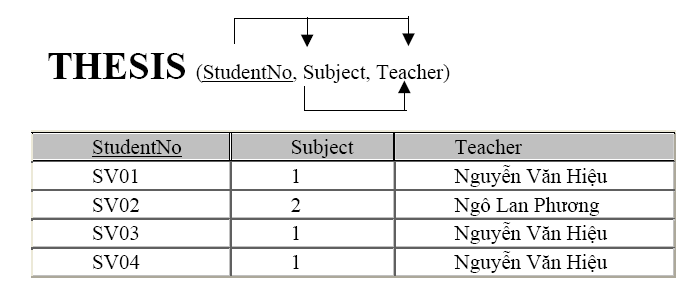 THESIS (StudentNo, Subject, Teacher)
StudentNo Subject Teacher
SV01 1 Nguyễn Văn Hiệu
SV02 2 Ngô Lan Phương
SV03 1 Nguyễn Văn Hiệu
SV04 1 Nguyễn Văn Hiệu